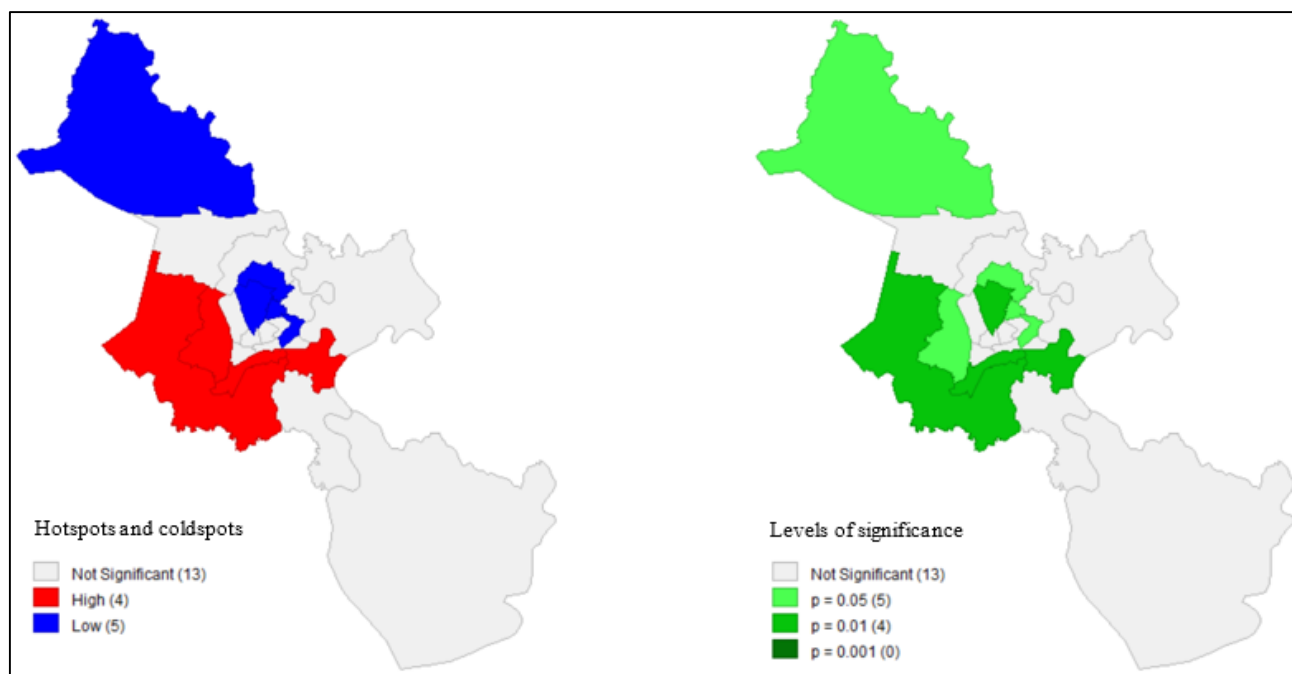 Hotspots and coldspots
Not Significant (13)
High (4)
Low (5)
Levels of significance
Not Significant (13)
p = 0.05 (5)
p = 0.01 (4)
p = 0.001 (0)